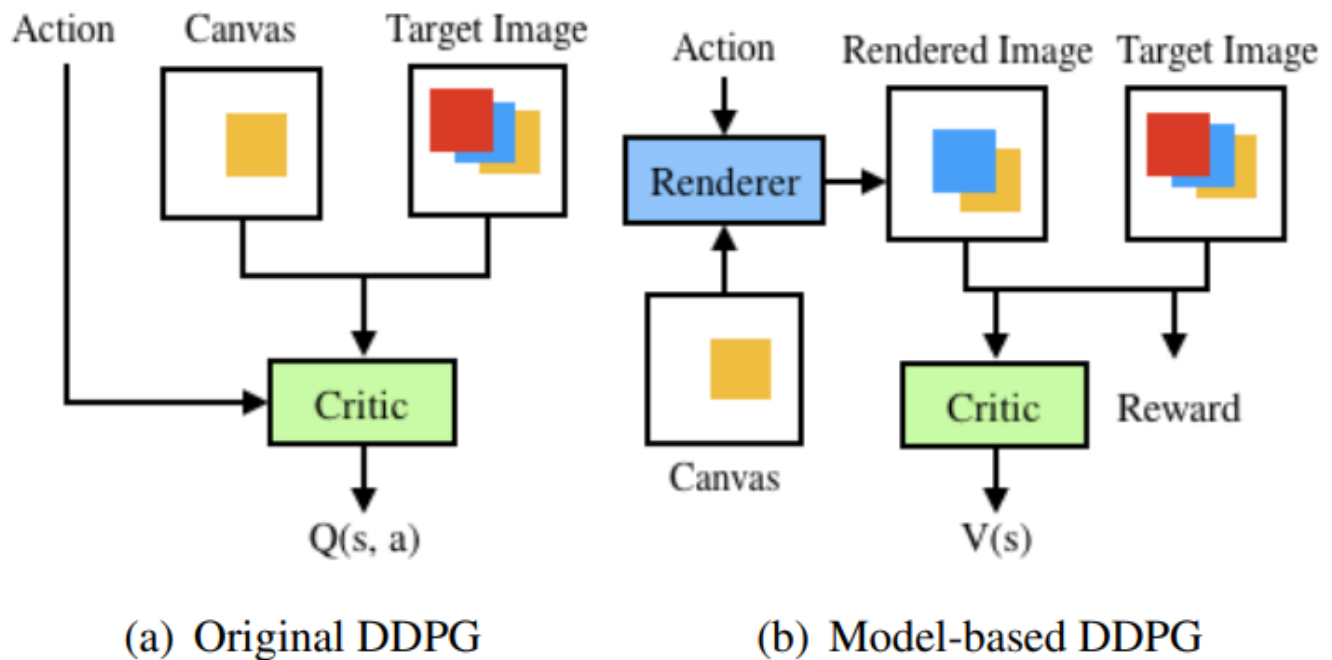 Action
Canvas
Target Image
Critic
Q(s, a)
(a) Original DDPG
Action
Rendered Image
Target Image
Renderer
Canvas
Critic
Reward
V(s)
(b) Model-based DDPG